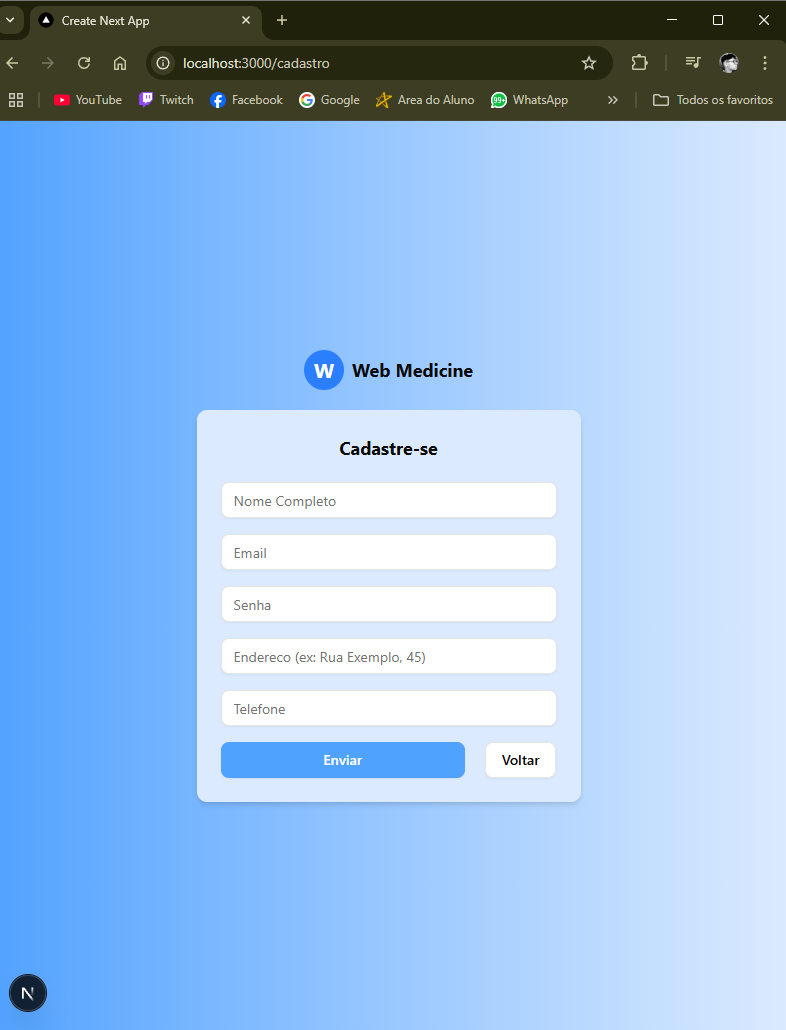 Create Next App
localhost:3000/cadastro
YouTube Twitch Facebook Google Area do Aluno 99+ WhatsApp Todos os favoritos
W Web Medicine
Cadastre-se
Nome Completo
Email
Senha
Endereco (ex: Rua Exemplo, 45)
Telefone
Enviar Voltar
N